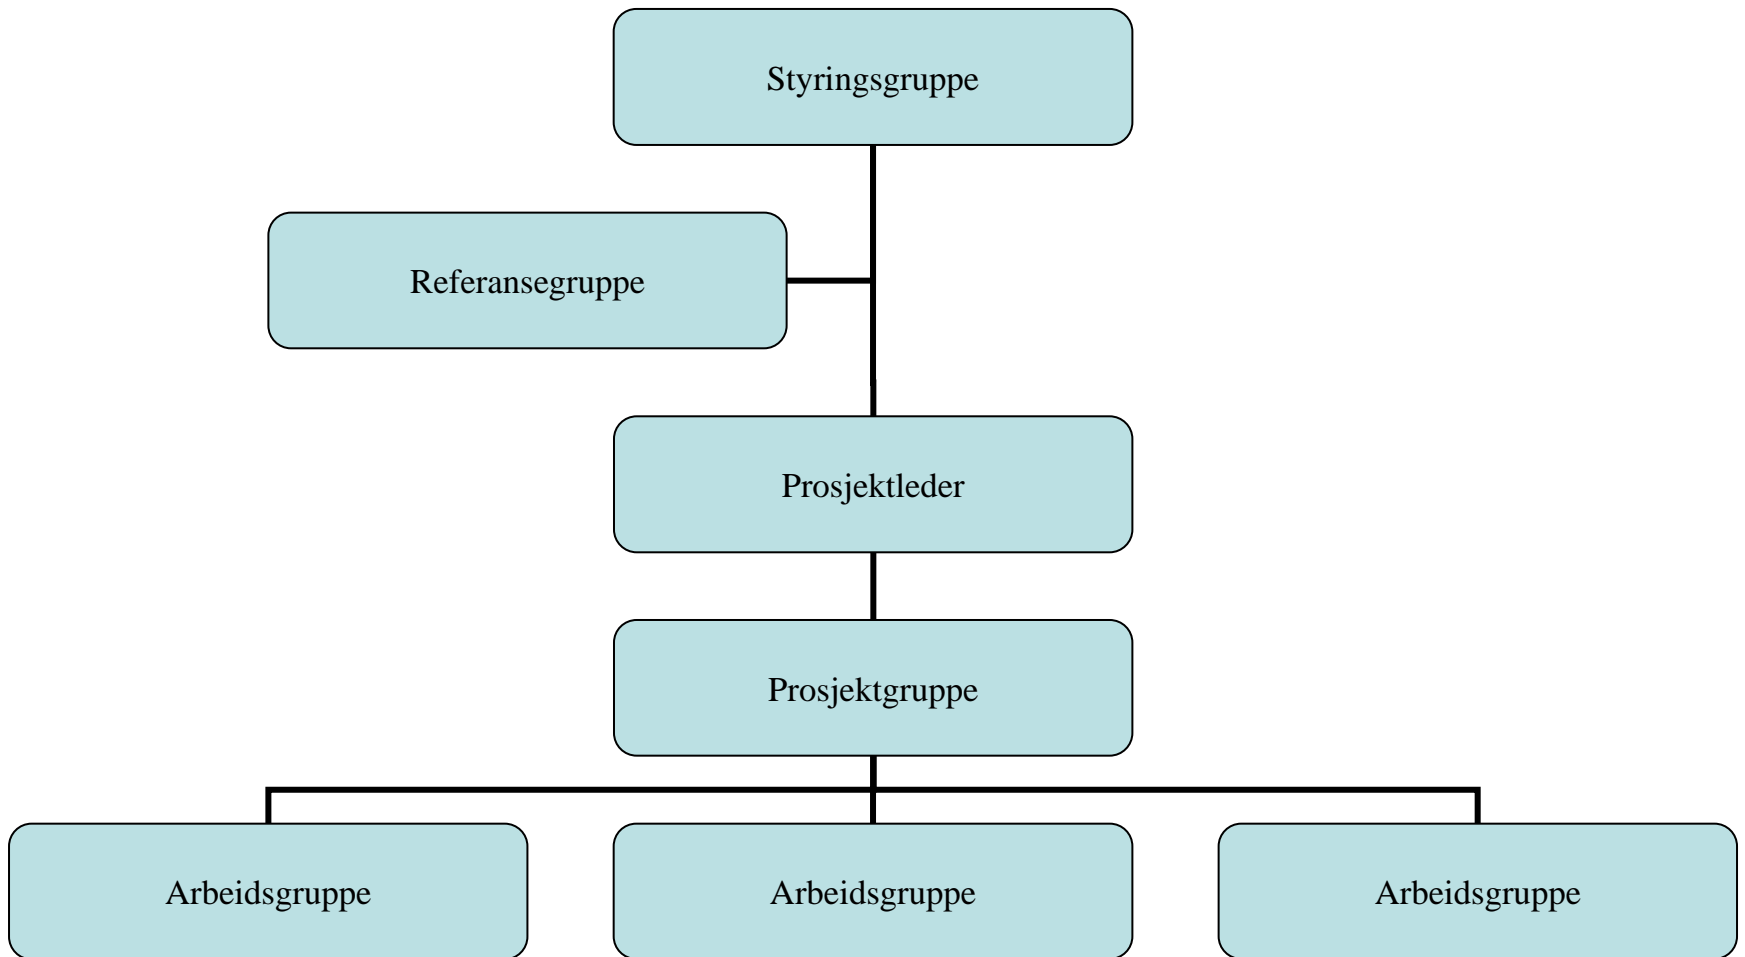 Styringsgruppe
Referansegruppe
Prosjektleder
Prosjektgruppe
Arbeidsgruppe
Arbeidsgruppe
Arbeidsgruppe